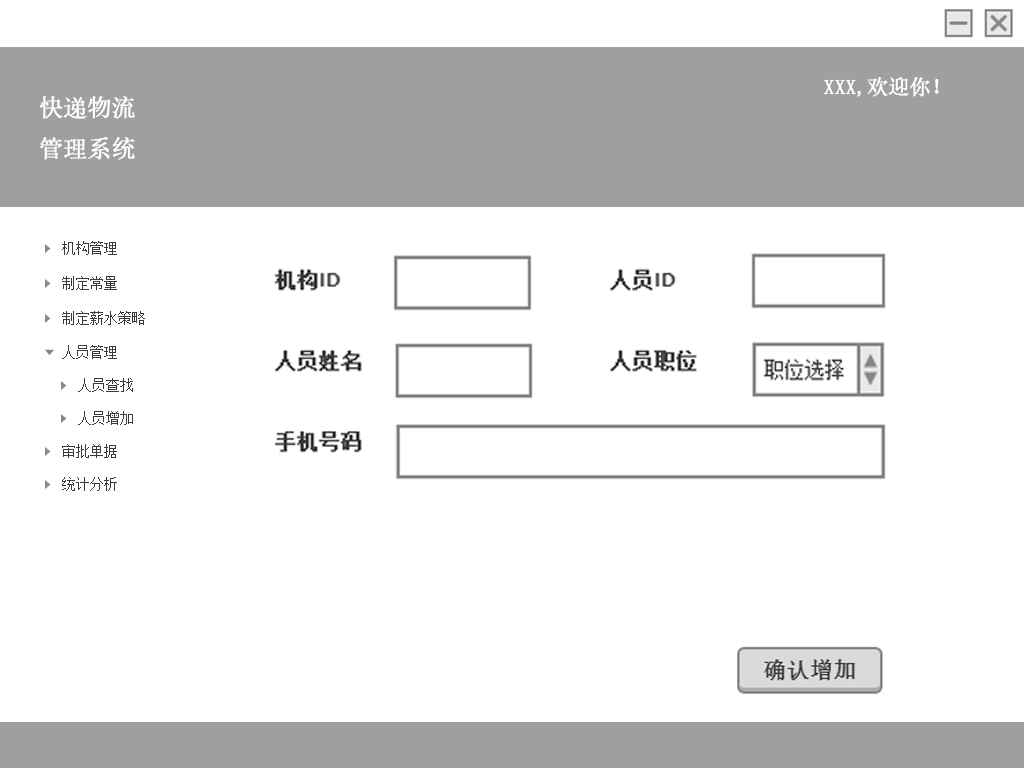 XXX,欢迎你!
快递物流
管理系统
机构管理
制定常量
制定薪水策略
人员管理
人员查找
人员增加
审批单据
统计分析
机构ID
人员ID
人员姓名
人员职位
职位选择
手机号码
确认增加